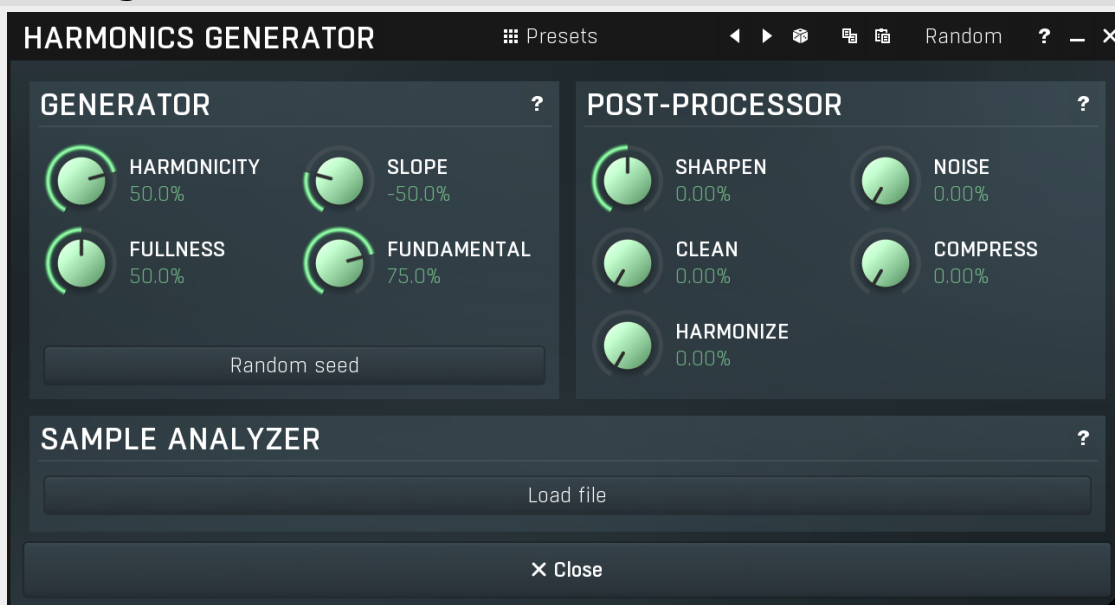 HARMONICS GENERATOR Presets Random ?
GENERATOR ?
HARMONICITY
50.0%
SLOPE
-50.0%
FULLNESS
50.0%
FUNDAMENTAL
75.0%
Random seed
POST-PROCESSOR ?
SHARPEN
0.00%
NOISE
0.00%
CLEAN
0.00%
COMPRESS
0.00%
HARMONIZE
0.00%
SAMPLE ANALYZER ?
Load file
Close